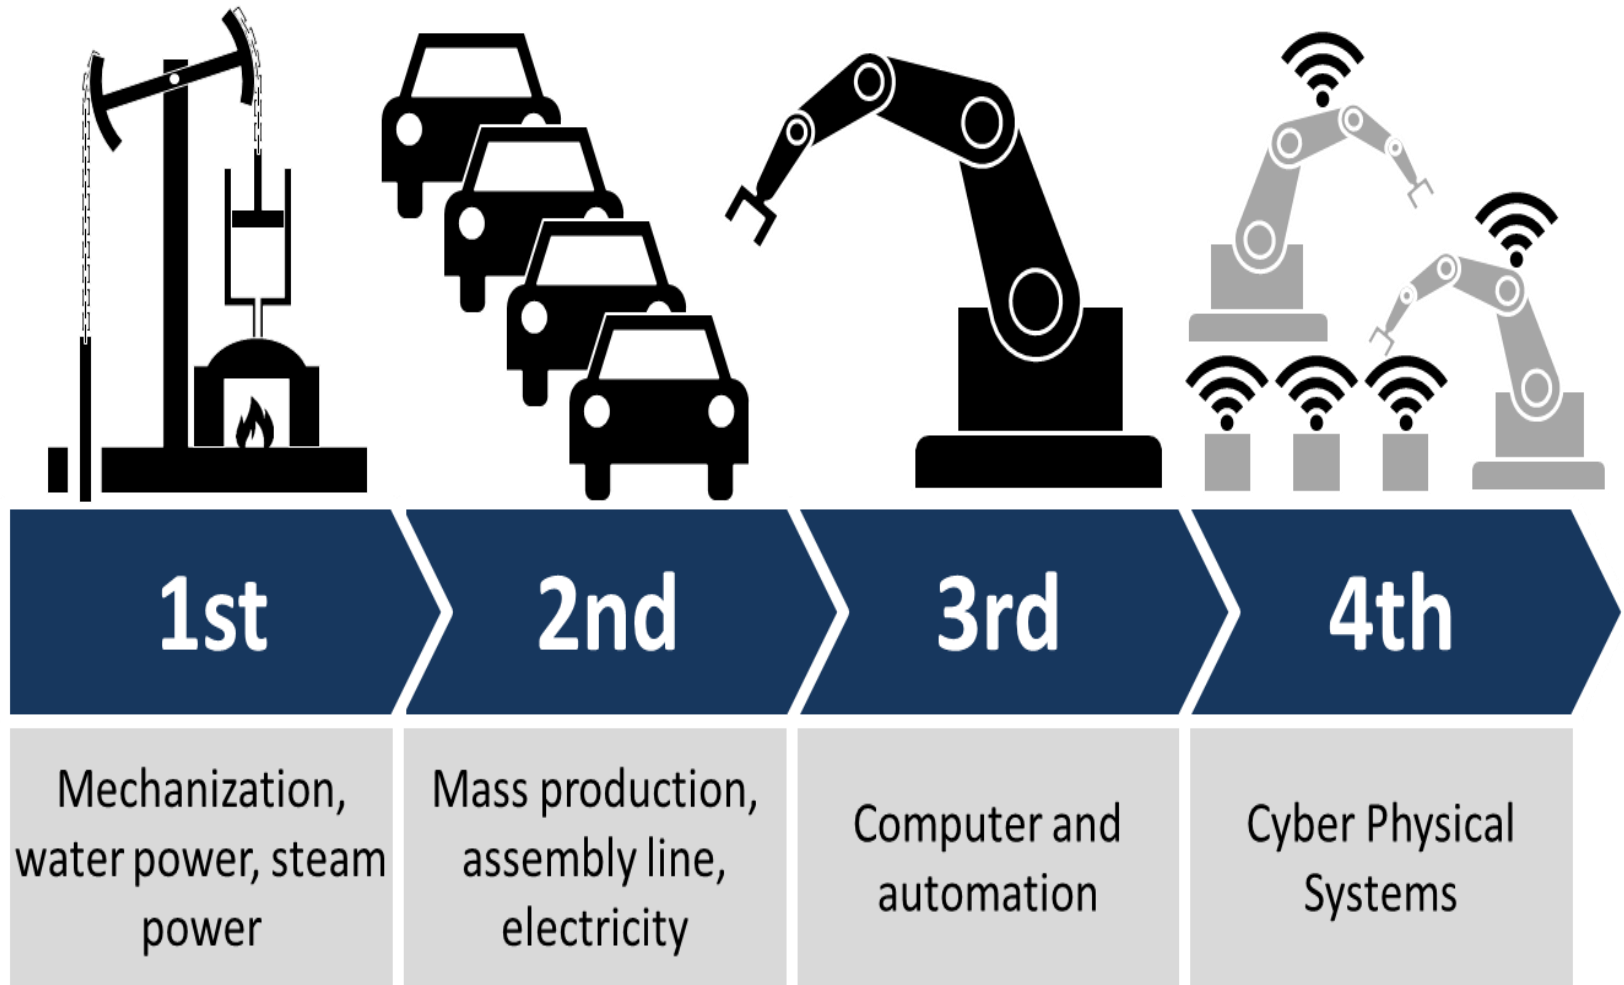 1st
2nd
3rd
4th
Mechanization,
water power, steam
power
Mass production,
assembly line,
electricity
Computer and
automation
Cyber Physical
Systems